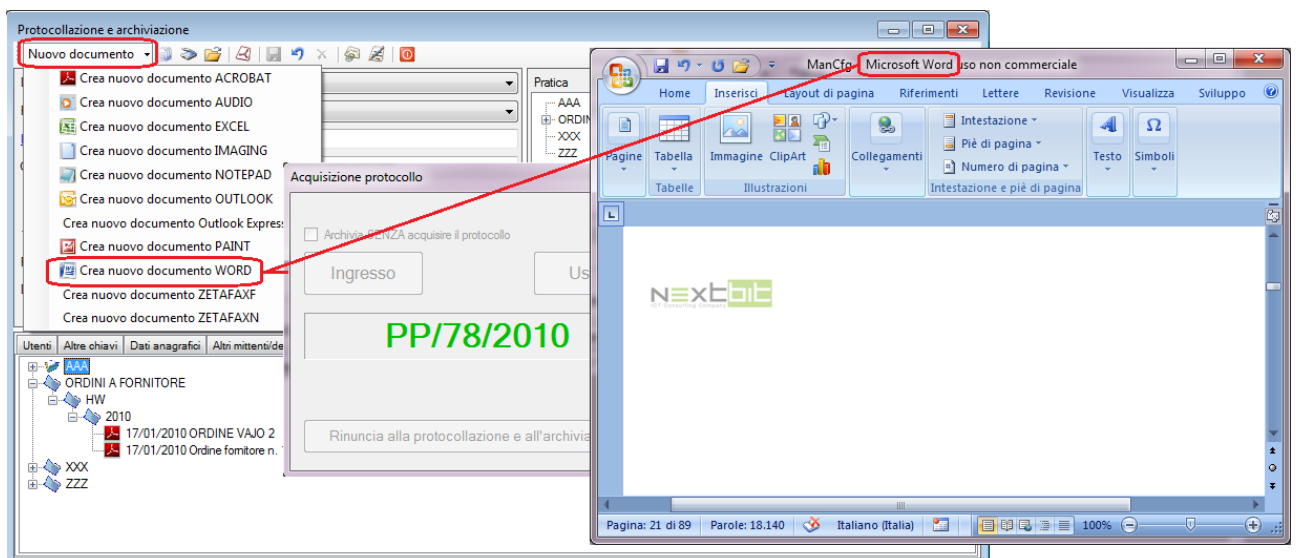 Protocollazione e archiviazione
Nuovo documento
Crea nuovo documento ACROBAT
Crea nuovo documento AUDIO
Crea nuovo documento EXCEL
Crea nuovo documento IMAGING
Crea nuovo documento NOTEPAD
Crea nuovo documento OUTLOOK
Crea nuovo documento Outlook
Crea nuovo documento PAINT
Crea nuovo documento WORD
Crea nuovo documento ZETAFAXF
Crea nuovo documento ZETAFAXN
Pratica
AAA
XXX
ZZZ
Utenti Altre chiavi Dati anagrafici Altri
AAA
ORDINI A FORNITORE
HW
2010
17/01/2010 ORDINE VAJO 2
17/01/2010 Ordine fornitore n.
XXX
ZZZ
Acquisizione protocollo
Archivia SENZA acquisire il protocollo
Ingresso
PP/78/2010
Rinuncia alla protocollazione e
ManCfg Microsoft Word uso non commerciale
Home Inserisci Layout di pagina Riferimenti Lettere Revisione Visualizza Sviluppo
Pagine Tabella Immagine ClipArt Collegamenti Intestazione Testo Simboli
Piè di pagina
Numero di pagina
Tabelle Illustrazioni Intestazione e piè di pagina
NEXtbit
ICT Consulting Company
Pagina: 21 di 89 Parole: 18.140 Italiano (Italia) 100%